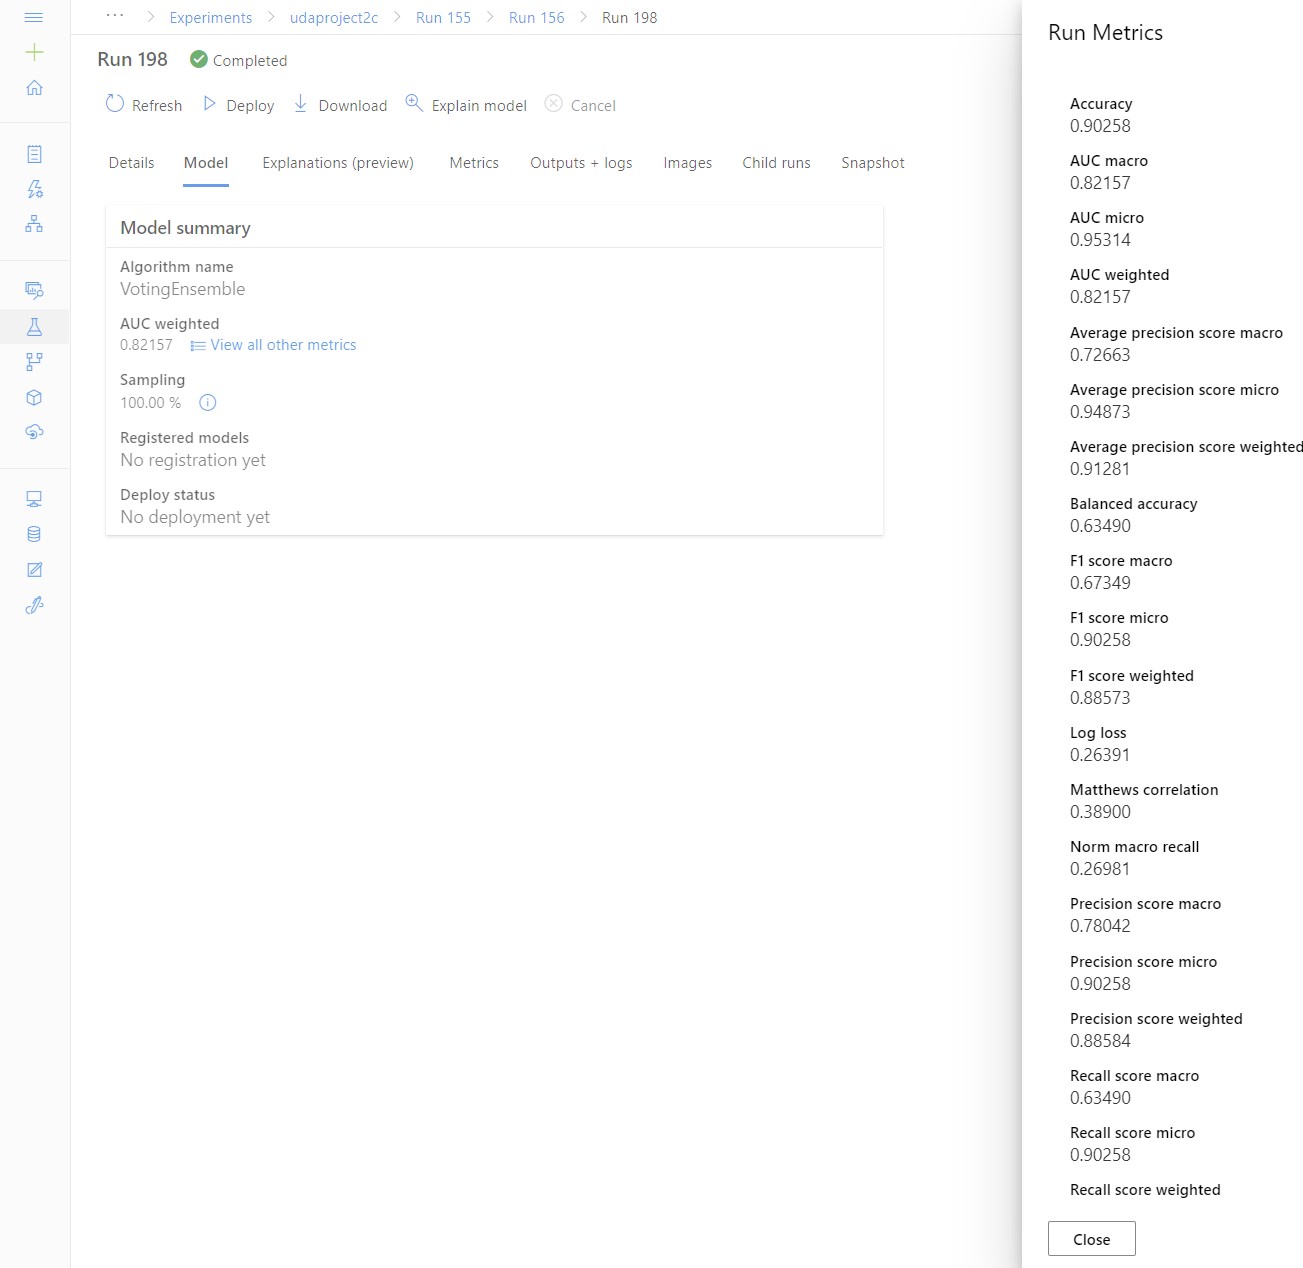 ··· > Experiments > udaproject2c > Run 155 > Run 156 > Run 198
Run 198 Completed
Refresh Deploy Download Explain model Cancel
Details Model Explanations (preview) Metrics Outputs + logs Images Child runs Snapshot
Model summary
Algorithm name
VotingEnsemble
AUC weighted
0.82157 View all other metrics
Sampling
100.00 %
Registered models
No registration yet
Deploy status
No deployment yet
Run Metrics
Accuracy
0.90258
AUC macro
0.82157
AUC micro
0.95314
AUC weighted
0.82157
Average precision score macro
0.72663
Average precision score micro
0.94873
Average precision score weighted
0.91281
Balanced accuracy
0.63490
F1 score macro
0.67349
F1 score micro
0.90258
F1 score weighted
0.88573
Log loss
0.26391
Matthews correlation
0.38900
Norm macro recall
0.26981
Precision score macro
0.78042
Precision score micro
0.90258
Precision score weighted
0.88584
Recall score macro
0.63490
Recall score micro
0.90258
Recall score weighted
Close